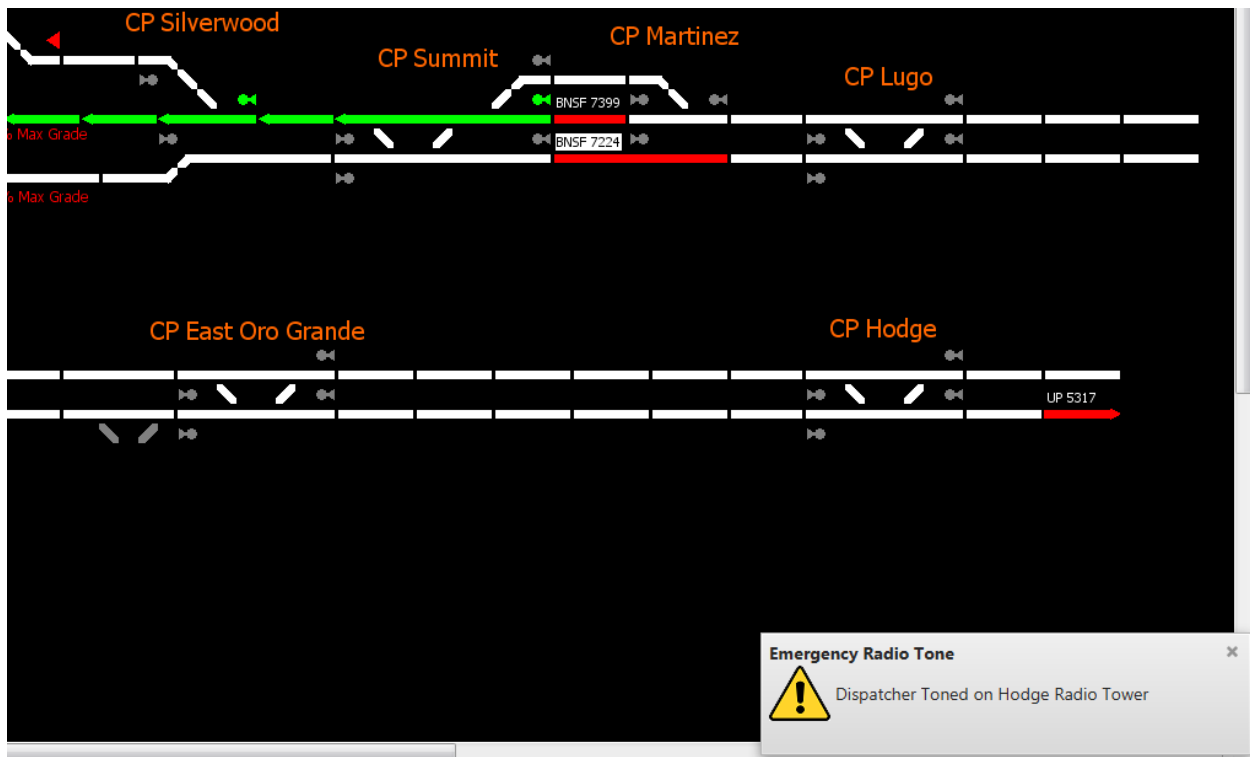 CP Silverwood
CP Martinez
CP Summit
CP Lugo
BNSF 7399
% Max Grade
BNSF 7224
% Max Grade
CP East Oro Grande
CP Hodge
UP 5317
Emergency Radio Tone
Dispatcher Toned on Hodge Radio Tower